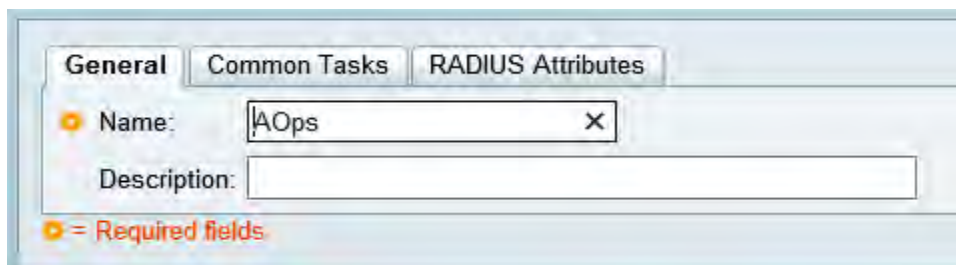 General Common Tasks RADIUS Attributes
Name: AOps
Description:
= Required fields